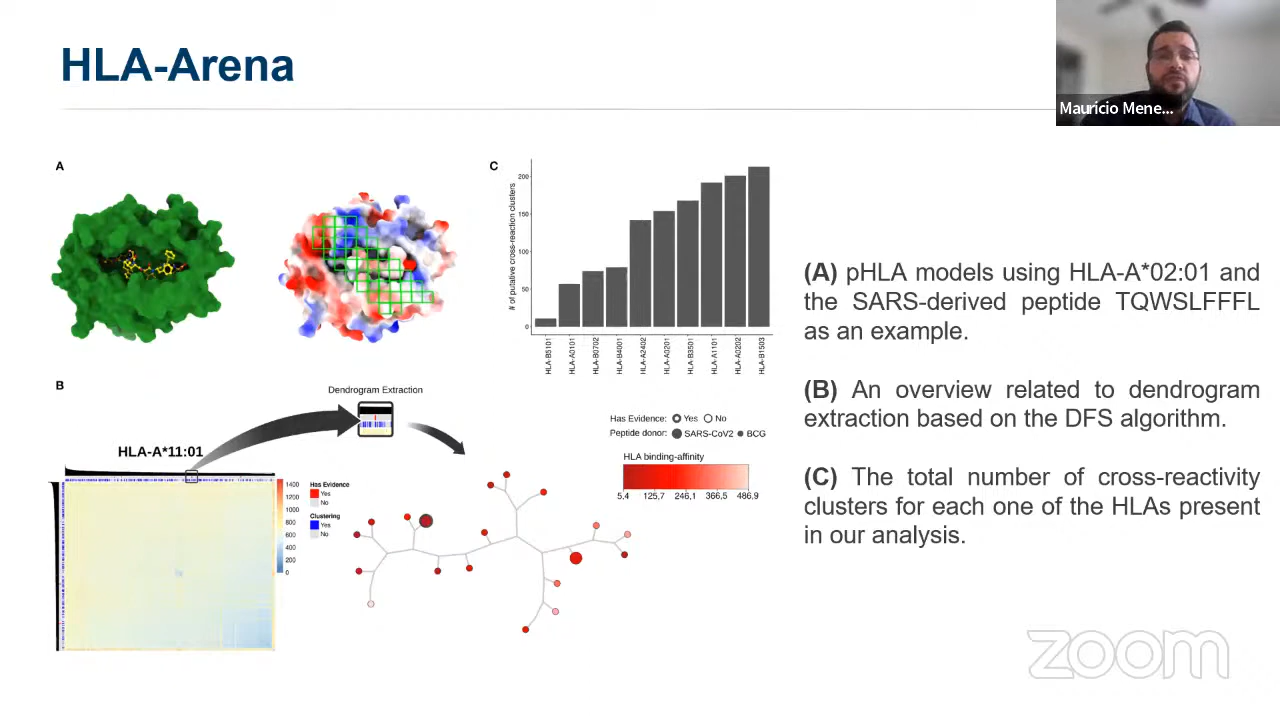 HLA-Arena
Maurício Mene...
A
C
# of putative cross-reaction clusters
200
150
100
50
0
HLA-B5101
HLA-A0101
HLA-B0702
HLA-B4001
HLA-A2402
HLA-A0201
HLA-B3501
HLA-A1101
HLA-A0202
HLA-B1503
(A) pHLA models using HLA-A*02:01 and
the SARS-derived peptide TQWSLFFFL
as an example.
(B) An overview related to dendrogram
extraction based on the DFS algorithm.
(C) The total number of cross-reactivity
clusters for each one of the HLAs present
in our analysis.
B
Dendrogram Extraction
HLA-A*11:01
1400
1200
1000
800
600
400
200
0
Has Evidence
Yes
No
Clustering
Yes
No
Has Evidence: Yes No
Peptide donor: SARS-CoV2 BCG
HLA binding-affinity
5,4 125,7 246,1 366,5 486,9
zoom